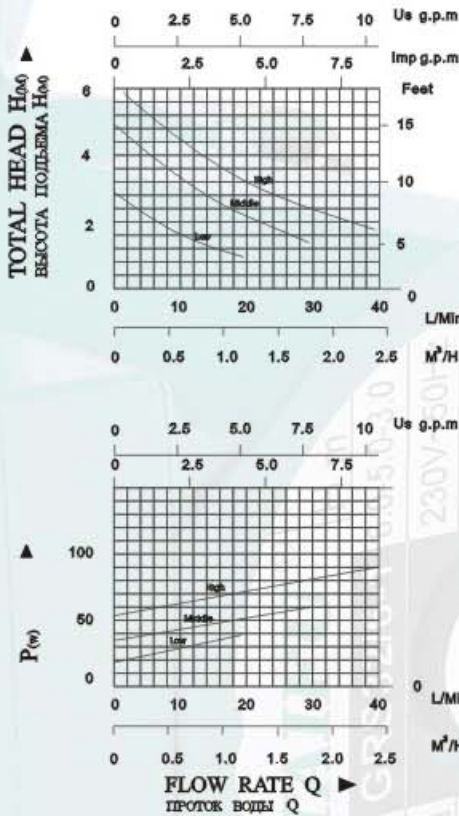 0 2.5 5.0 7.5 10 Us g.p.m
0 2.5 5.0 7.5 Imp g.p.m
TOTAL HEAD H(M)
ВЫСОТА ПОДЬЕМА H(M)
Feet
6
4
2
0
15
10
5
0
High
Middle
Low
0 10 20 30 40
L/Min
0 0.5 1.0 1.5 2.0 2.5 M³/H
0 2.5 5.0 7.5 10 Us g.p.m
0 2.5 5.0 7.5
P(w)
100
50
0
High
Middle
Low
0
0 10 20 30 40 L/Mi
0 0.5 1.0 1.5 2.0 2.5 M³/H
FLOW RATE Q
ПРОТОК ВОДЫ Q